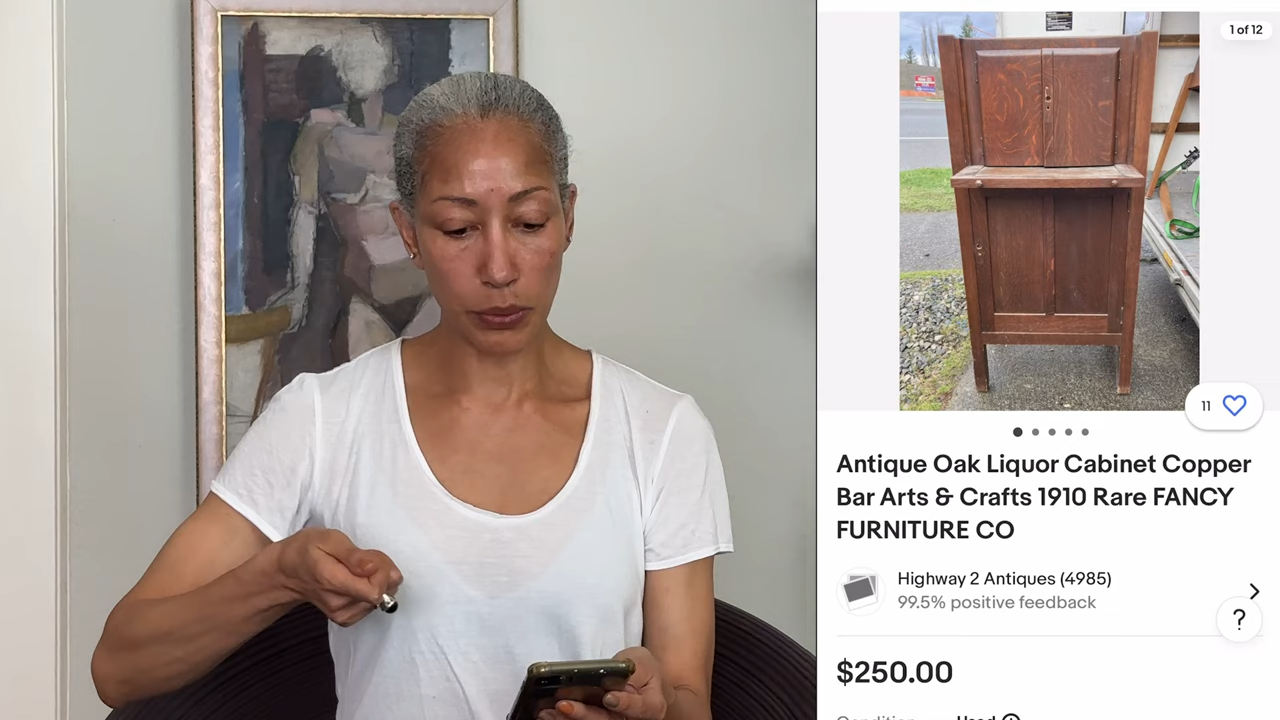 1 of 12
11
Antique Oak Liquor Cabinet Copper
Bar Arts & Crafts 1910 Rare FANCY
FURNITURE CO
Highway 2 Antiques (4985)
99.5% positive feedback
?
$250.00
Condition Used